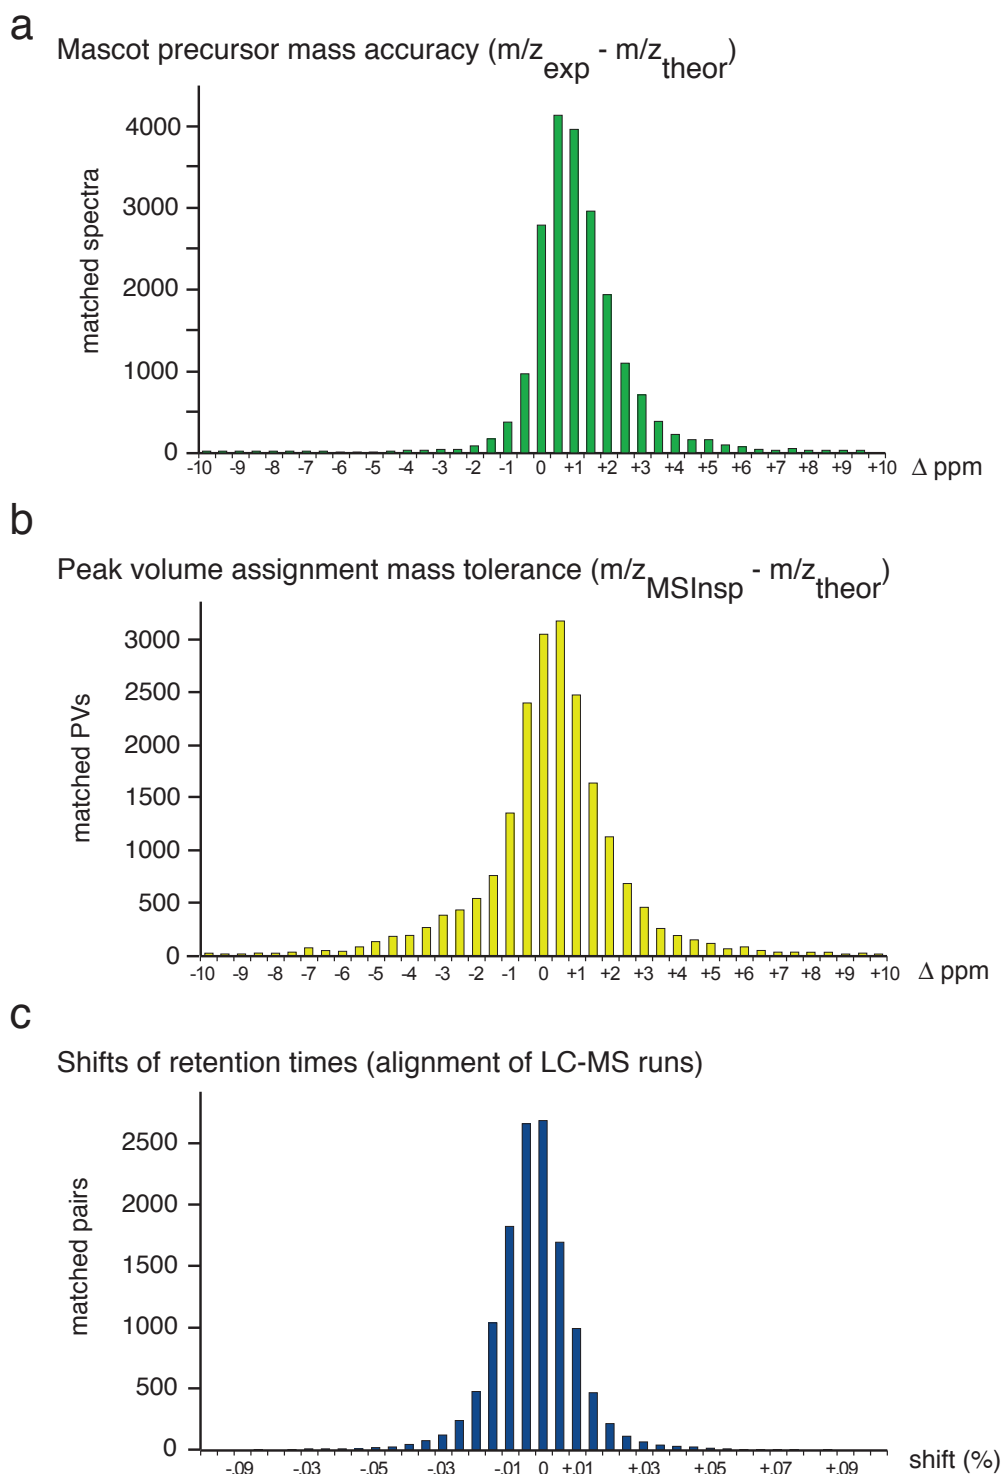 a
Mascot precursor mass accuracy (m/z exp - m/z theor)
matched spectra
4000
3000
2000
1000
0
-10 -9 -8 -7 -6 -5 -4 -3 -2 -1 0 +1 +2 +3 +4 +5 +6 +7 +8 +9 +10 Δ ppm
b
Peak volume assignment mass tolerance (m/z MSInsp - m/z theor)
matched PVs
3000
2500
2000
1500
1000
500
0
-10 -9 -8 -7 -6 -5 -4 -3 -2 -1 0 +1 +2 +3 +4 +5 +6 +7 +8 +9 +10 Δ ppm
c
Shifts of retention times (alignment of LC-MS runs)
matched pairs
2500
2000
1500
1000
500
0
-.09 -.03 -.05 -.03 -.01 0 +.01 +.03 +.05 +.07 +.09 shift (%)